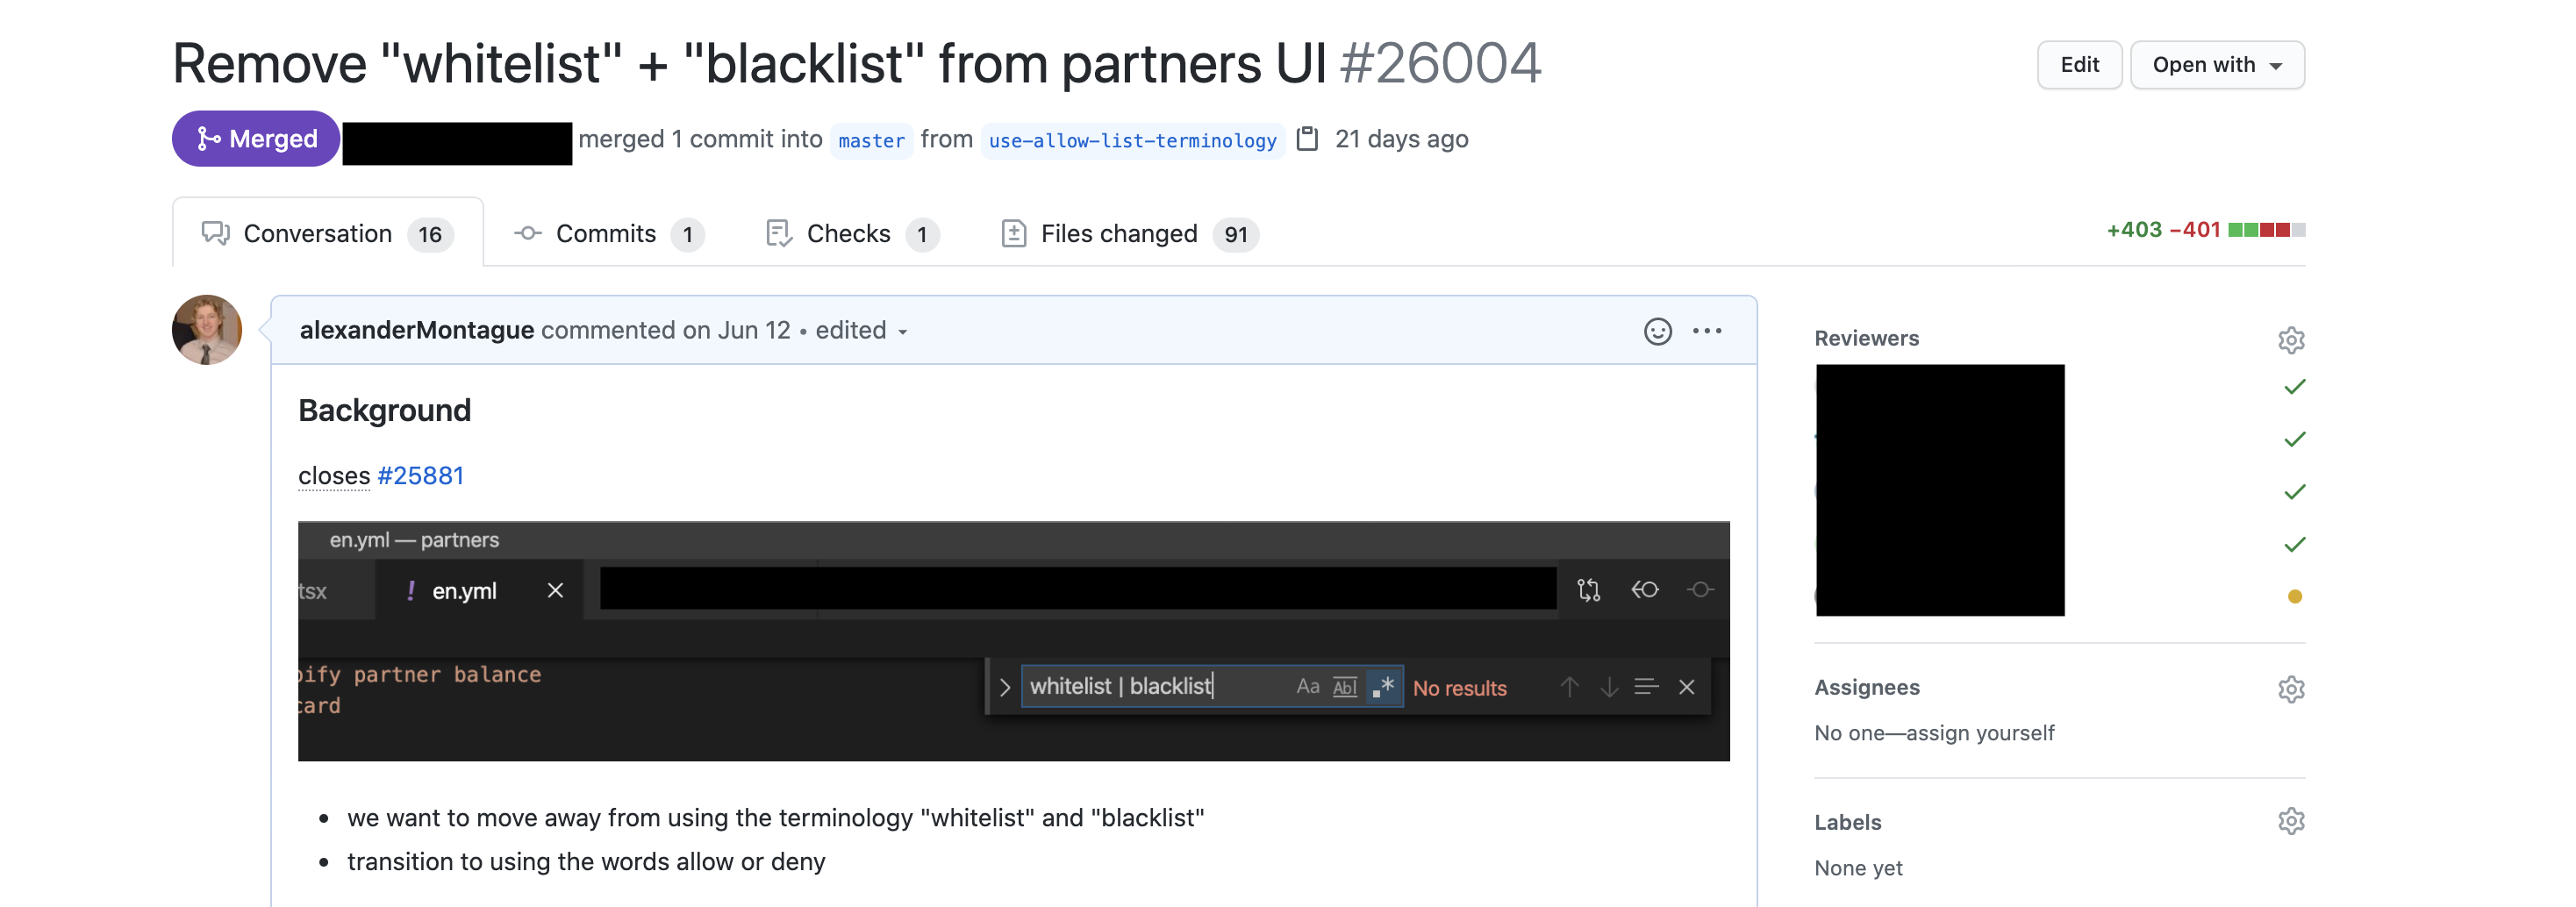 Remove "whitelist" + "blacklist" from partners UI #26004
Edit
Open with
Merged
merged 1 commit into master from use-allow-list-terminology 21 days ago
Conversation 16
Commits 1
Checks 1
Files changed 91
+403 −401
alexanderMontague commented on Jun 12 • edited
Background
closes #25881
en.yml — partners
tsx
! en.yml
pify partner balance
card
whitelist | blacklist
Aa Abl .*
No results
• we want to move away from using the terminology "whitelist" and "blacklist"
• transition to using the words allow or deny
Reviewers
Assignees
No one—assign yourself
Labels
None yet